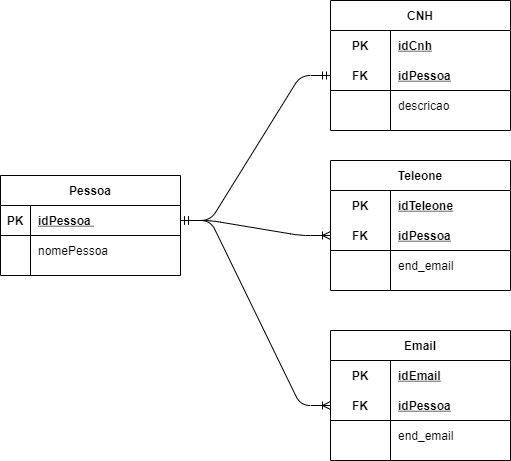 CNH
PK idCnh
FK idPessoa
descricao
Pessoa
PK idPessoa
nomePessoa
Teleone
PK idTeleone
FK idPessoa
end_email
Email
PK idEmail
FK idPessoa
end_email